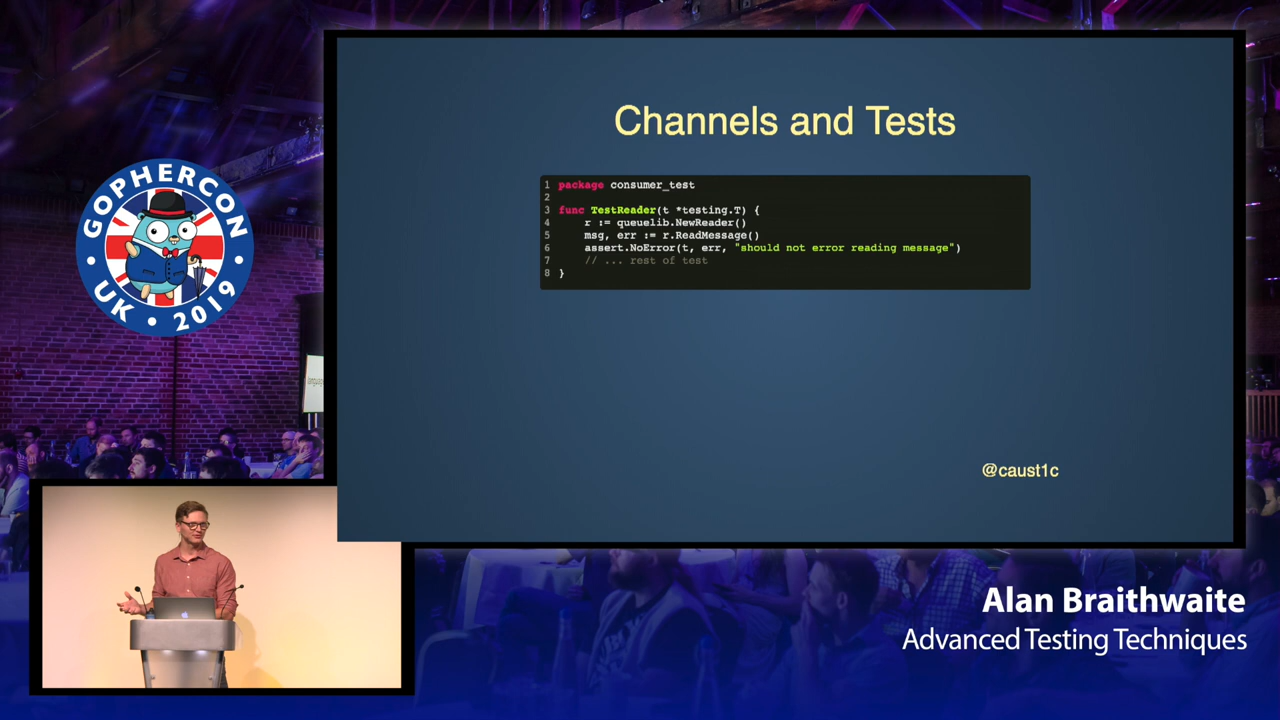 GOPHERCON
UK • 2019
Channels and Tests
1 package consumer_test
2
3 func TestReader(t *testing.T) {
4 r := queuelib.NewReader()
5 msg, err := r.ReadMessage()
6 assert.NoError(t, err, "should not error reading message")
7 // ... rest of test
8 }
@caust1c
Alan Braithwaite
Advanced Testing Techniques